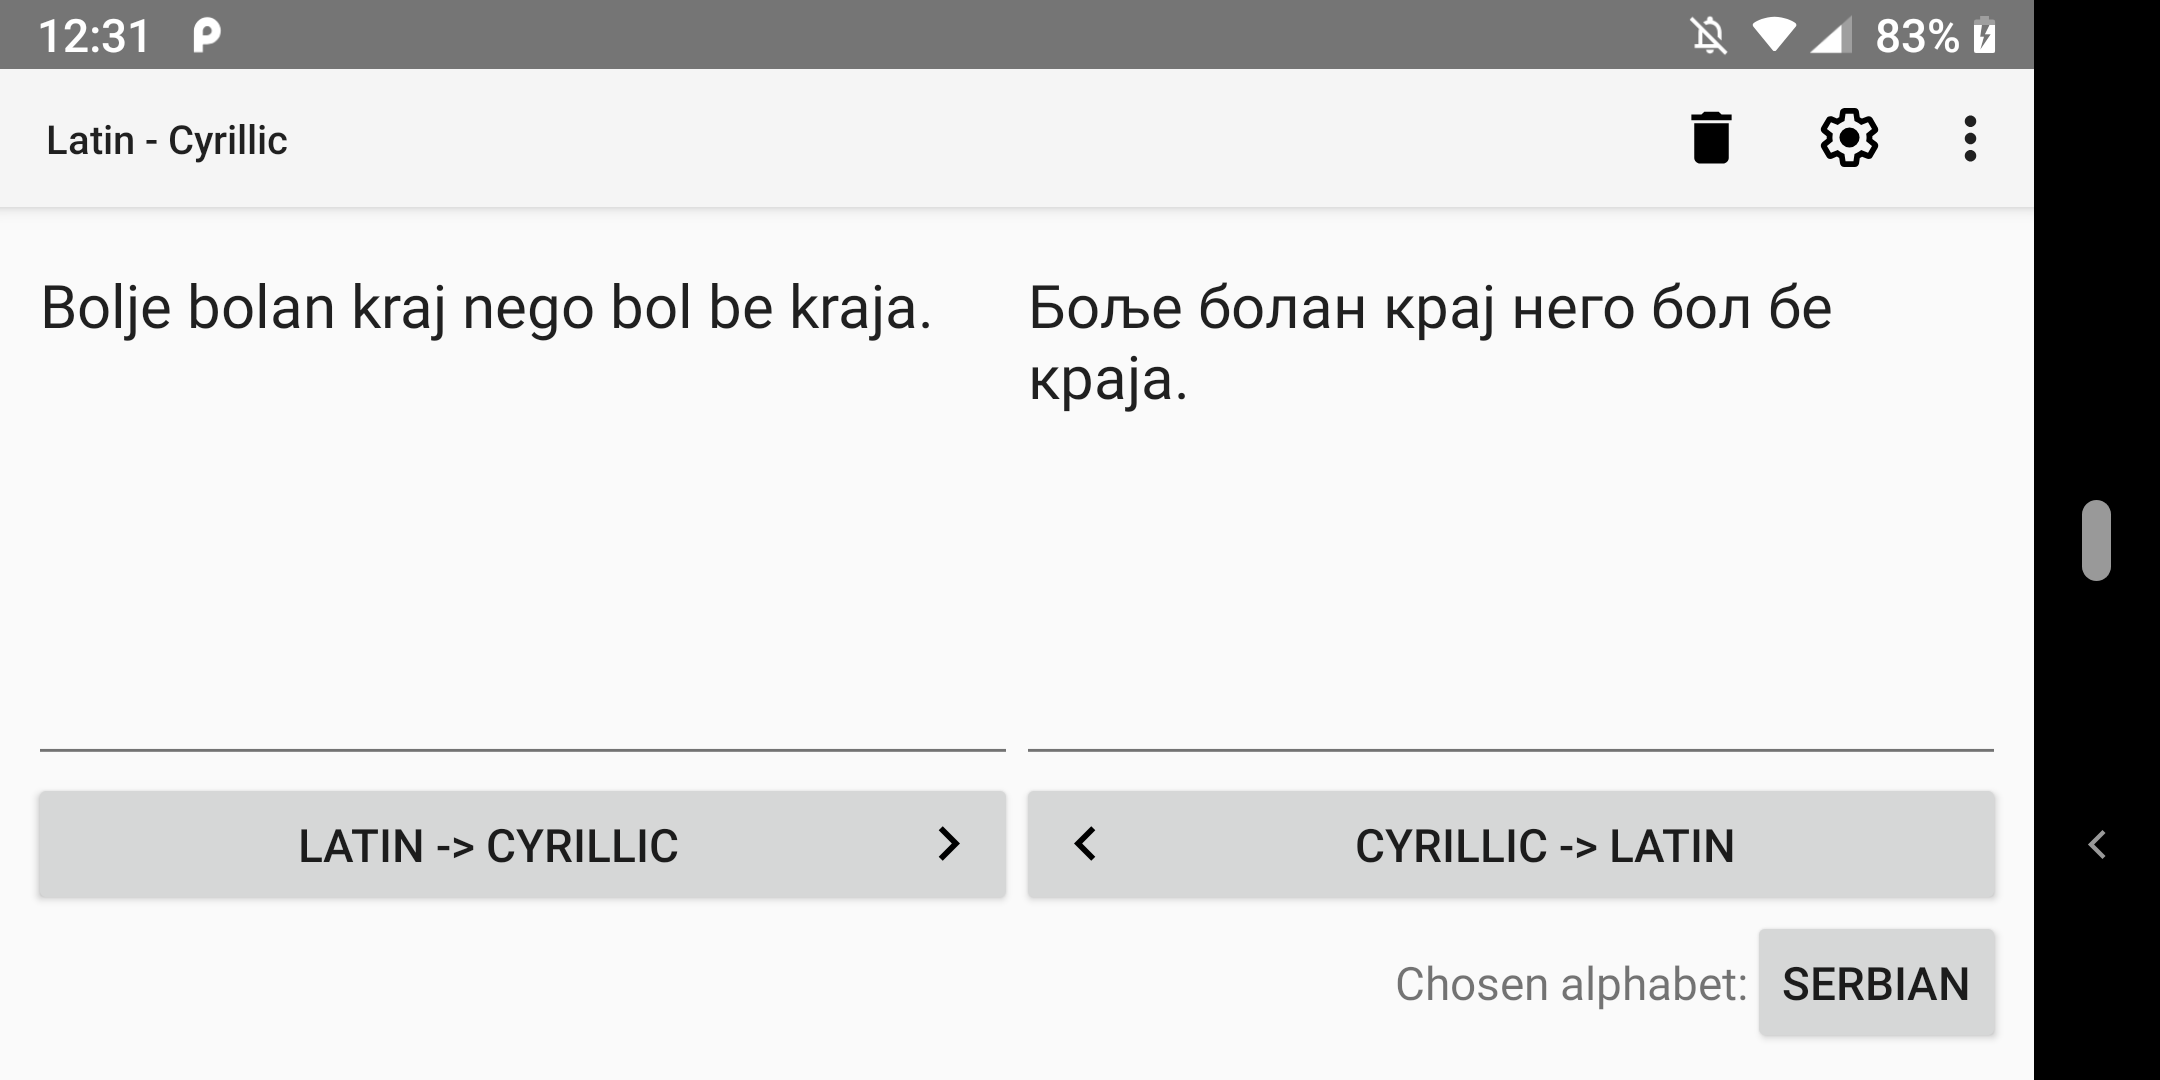 12:31
83%
Latin - Cyrillic
Bolje bolan kraj nego bol be kraja.
Боље болан крај него бол бе
краја.
LATIN -> CYRILLIC
CYRILLIC -> LATIN
Chosen alphabet: SERBIAN